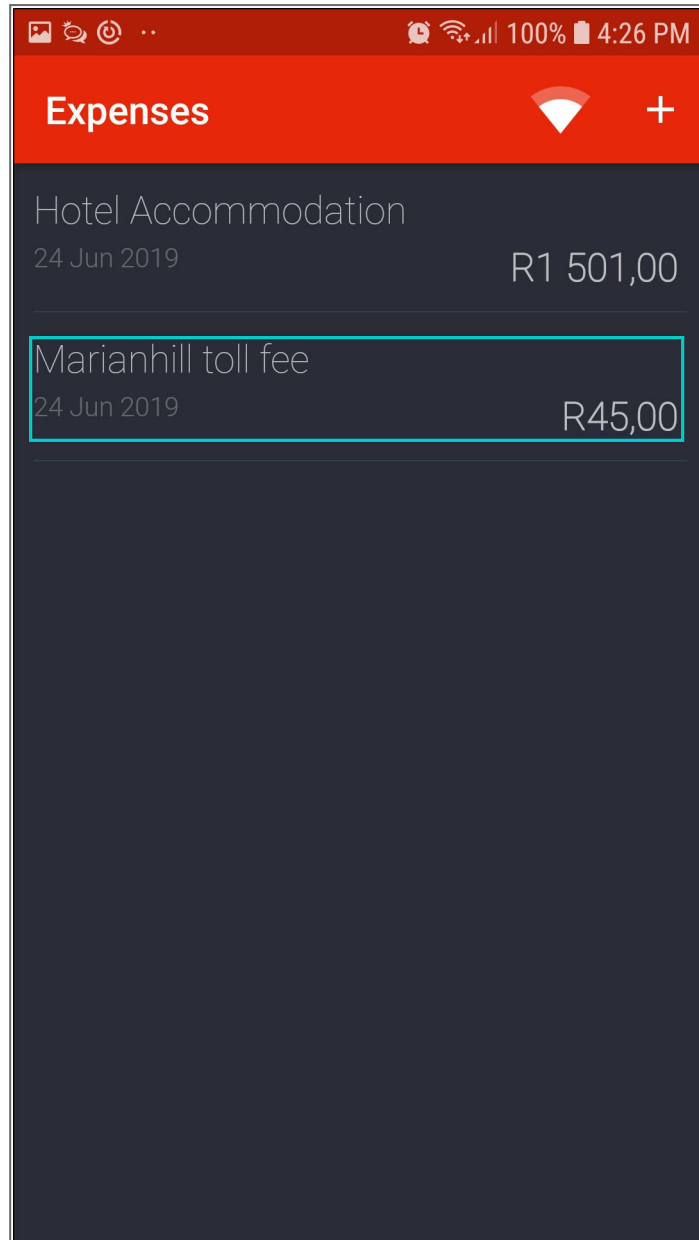 100% 4:26 PM
Expenses
Hotel Accommodation
24 Jun 2019
R1 501,00
Marianhill toll fee
24 Jun 2019
R45,00